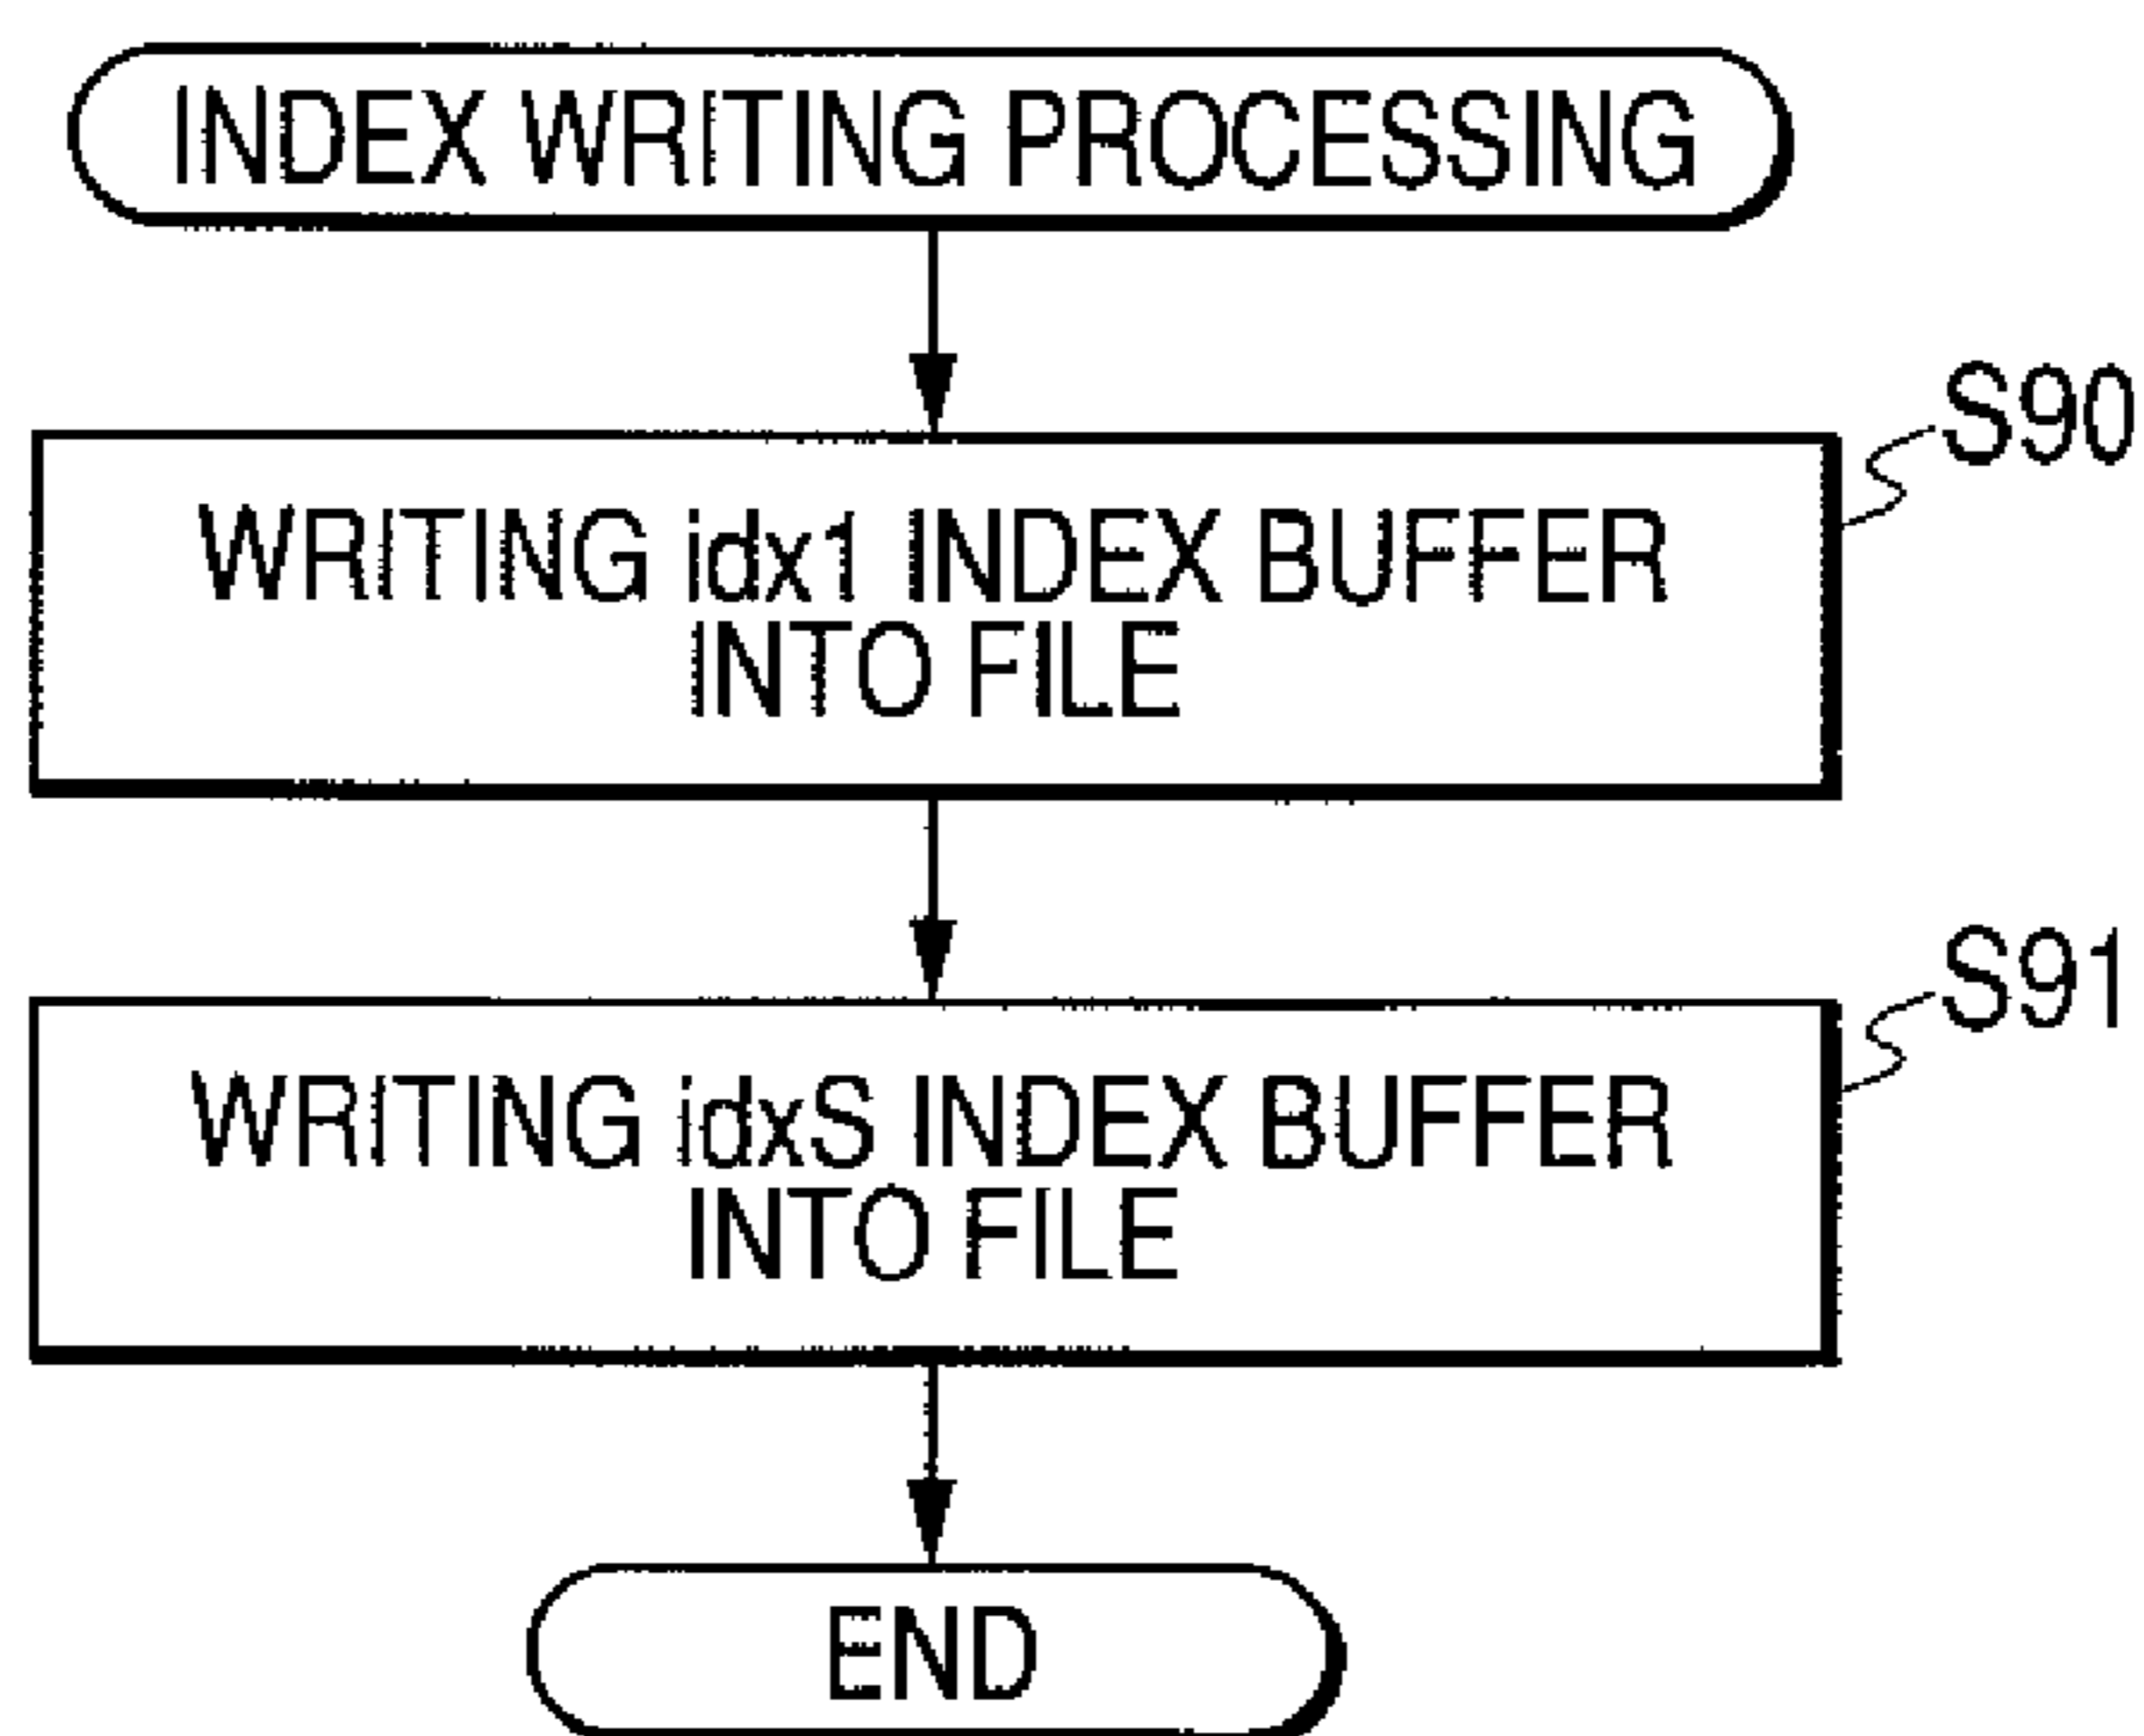 INDEX WRITING PROCESSING
S90
WRITING idx1 INDEX BUFFER
INTO FILE
S91
WRITING idxS INDEX BUFFER
INTO FILE
END